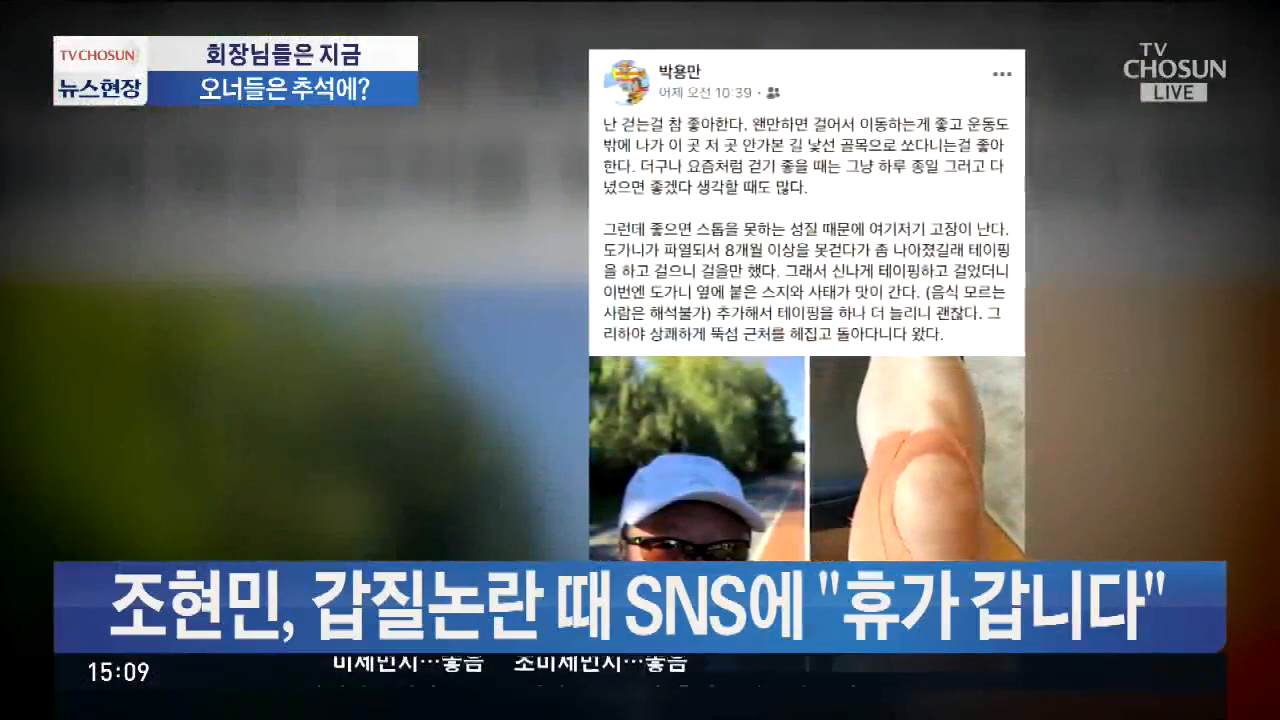 TV CHOSUN
뉴스현장
회장님들은 지금
오너들은 추석에?
TV
CHOSUN
LIVE
박용만
어제 오전 10:39 ·
난 걷는걸 참 좋아한다. 왠만하면 걸어서 이동하는게 좋고 운동도
밖에 나가 이 곳 저 곳 안가본 길 낯선 골목으로 쏘다니는걸 좋아
한다. 더구나 요즘처럼 걷기 좋을 때는 그냥 하루 종일 그러고 다
녔으면 좋겠다 생각할 때도 많다.
그런데 좋으면 스톱을 못하는 성질 때문에 여기저기 고장이 난다.
도가니가 파열되서 8개월 이상을 못걷다가 좀 나아졌길래 테이핑
을 하고 걸으니 걸을만 했다. 그래서 신나게 테이핑하고 걸었더니
이번엔 도가니 옆에 붙은 스지와 사태가 맛이 간다. (음식 모르는
사람은 해석불가) 추가해서 테이핑을 하나 더 늘리니 괜찮다. 그
리하야 상쾌하게 뚝섬 근처를 헤집고 돌아다니다 왔다.
조현민, 갑질논란 때 SNS에 "휴가 갑니다"
15:09
미세먼지…좋음 초미세먼지…좋음